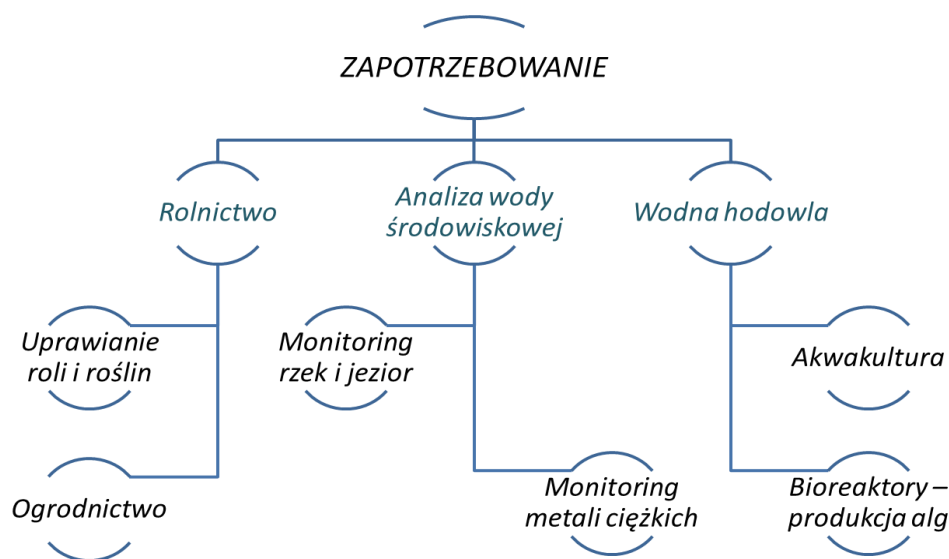 ZAPOTRZEBOWANIE
Rolnictwo
Analiza wody
środowiskowej
Wodna hodowla
Uprawianie
roli i roślin
Monitoring
rzek i jezior
Akwakultura
Ogrodnictwo
Monitoring
metali ciężkich
Bioreaktory –
produkcja alg